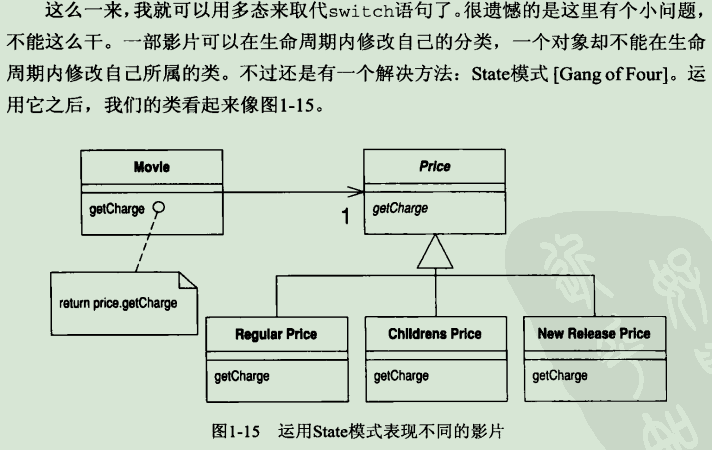 这么一来,我就可以用多态来取代switch语句了。很遗憾的是这里有个小问题,
不能这么干。一部影片可以在生命周期内修改自己的分类,一个对象却不能在生命
周期内修改自己所属的类。不过还是有一个解决方法:State模式 [Gang of Four]。运
用它之后,我们的类看起来像图1-15。
Movie
getCharge
1
Price
getCharge
return price.getCharge
Regular Price
getCharge
Childrens Price
getCharge
New Release Price
getCharge
图1-15 运用State模式表现不同的影片